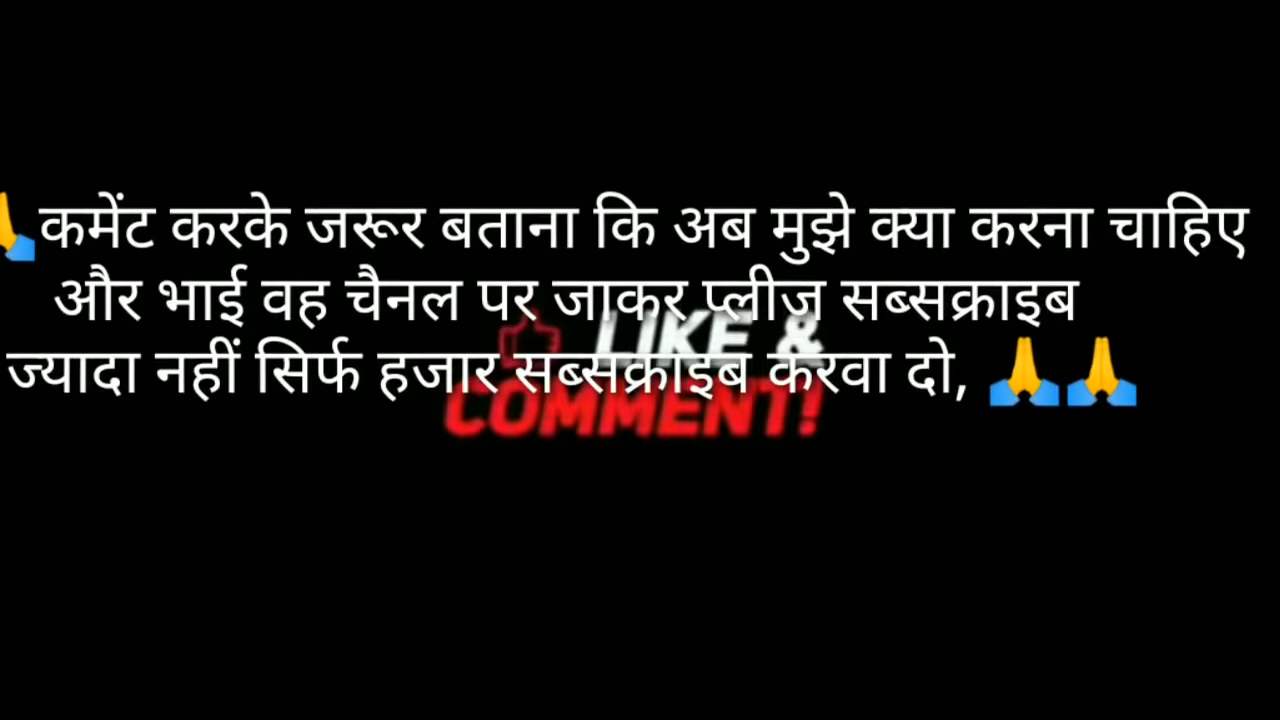 🙏कमेंट करके जरूर बताना कि अब मुझे क्या करना चाहिए
और भाई वह चैनल पर जाकर प्लीज सब्सक्राइब
ज्यादा नहीं सिर्फ हजार सब्सक्राइब करवा दो, 🙏🙏
LIKE &
COMMENT!